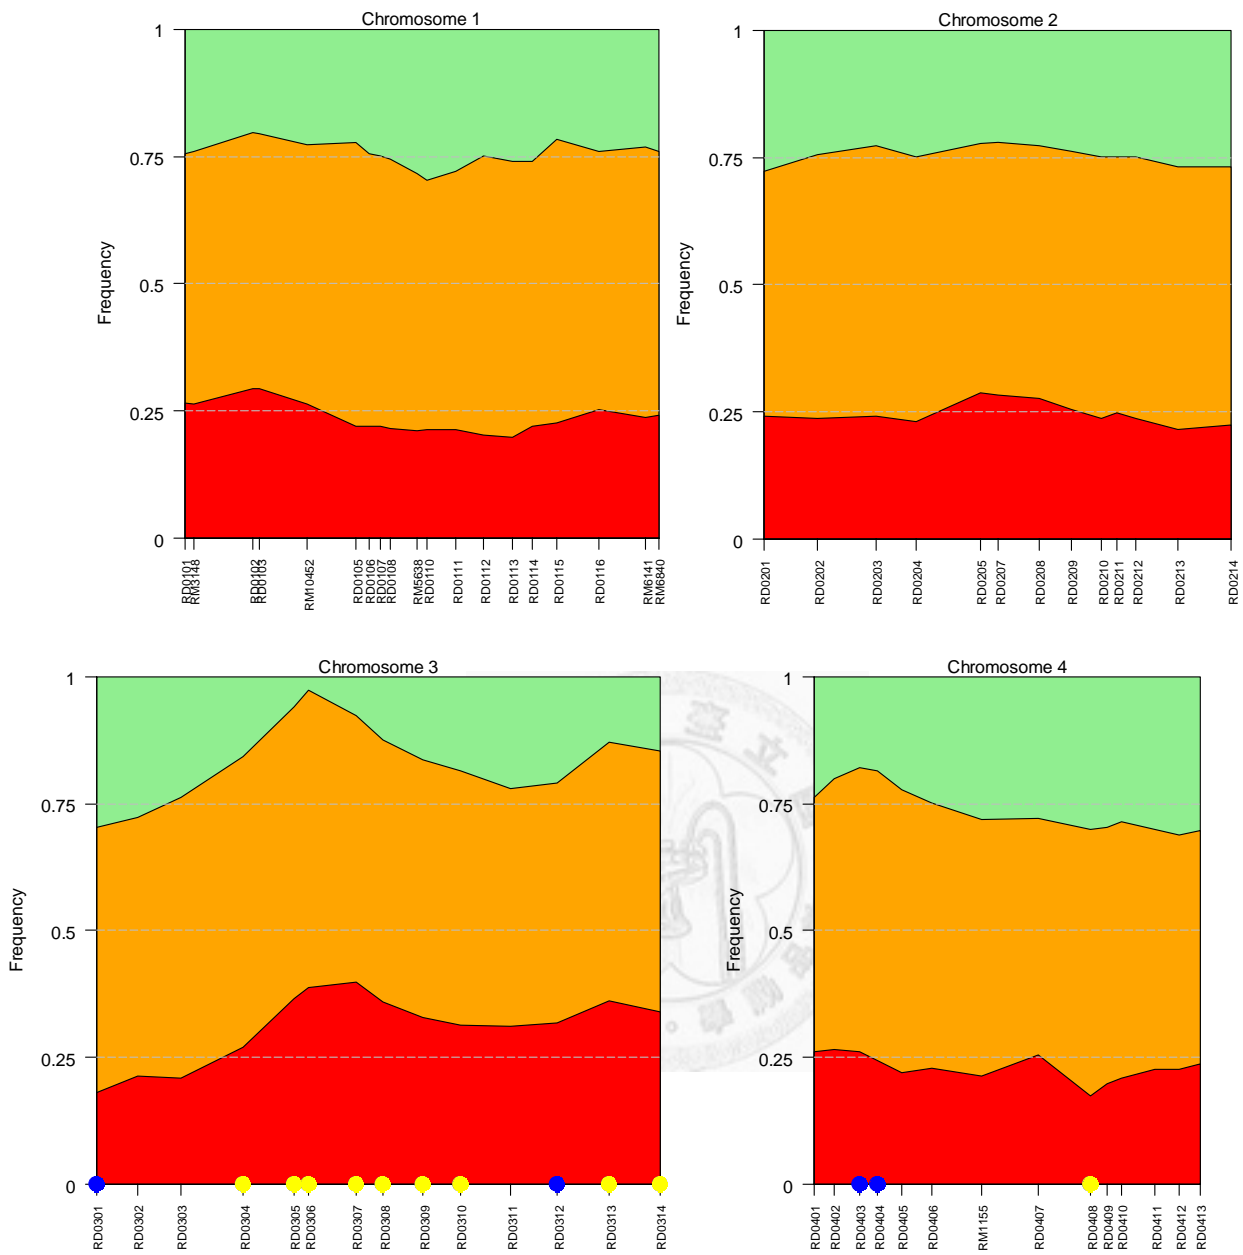 Chromosome 1
1
0.75
0.5
0.25
0
Frequency
RD0101
RM3148
RD0102
RD0103
RM10452
RD0105
RD0106
RD0107
RD0108
RM5638
RD0110
RD0111
RD0112
RD0113
RD0114
RD0115
RD0116
RM6141
RM6840
Chromosome 2
1
0.75
0.5
0.25
0
Frequency
RD0201
RD0202
RD0203
RD0204
RD0205
RD0207
RD0208
RD0209
RD0210
RD0211
RD0212
RD0213
RD0214
Chromosome 3
1
0.75
0.5
0.25
0
Frequency
RD0301
RD0302
RD0303
RD0304
RD0305
RD0306
RD0307
RD0308
RD0309
RD0310
RD0311
RD0312
RD0313
RD0314
Chromosome 4
1
0.75
0.5
0.25
0
Frequency
RD0401
RD0402
RD0403
RD0404
RD0405
RD0406
RM1155
RD0407
RD0408
RD0409
RD0410
RD0411
RD0412
RD0413